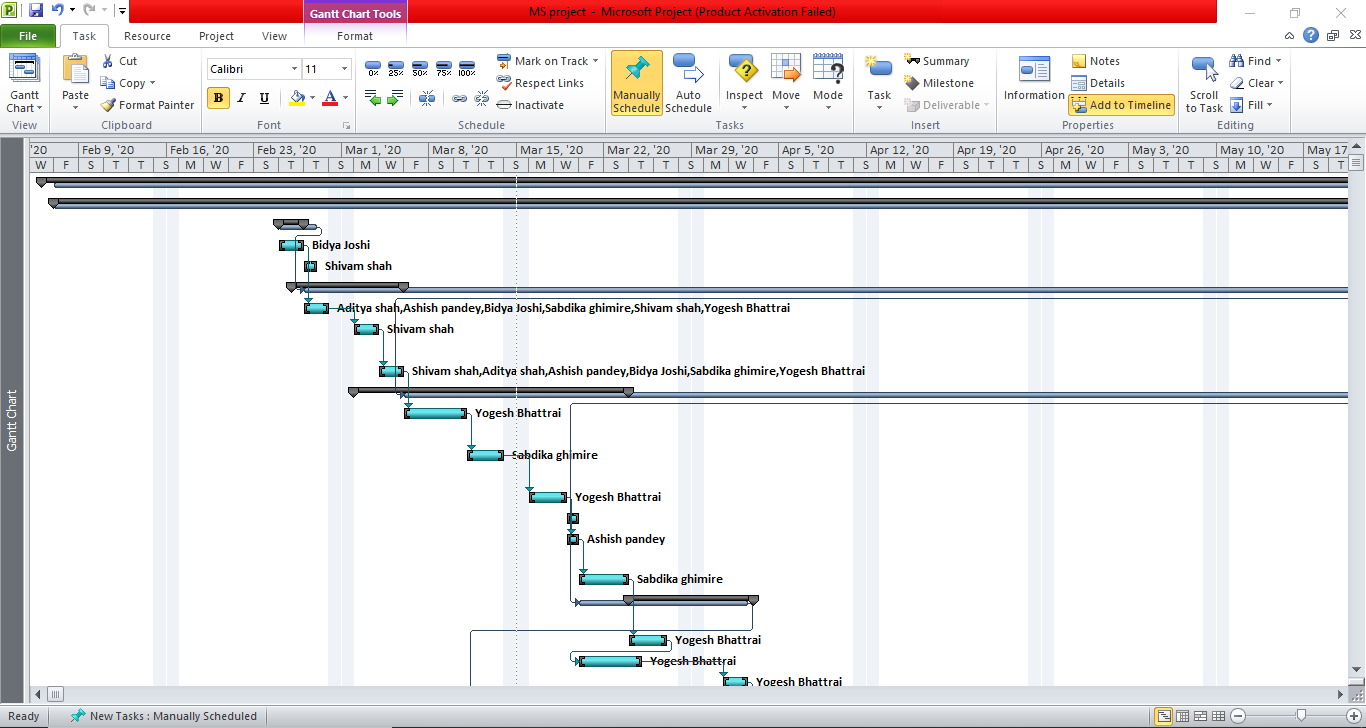 MS project - Microsoft Project (Product Activation Failed)
Gantt Chart Tools
File Task Resource Project View Format
Gantt Chart
View
Paste
Cut
Copy
Format Painter
Clipboard
Calibri 11
B I U A
Font
0% 25% 50% 75% 100%
Mark on Track
Respect Links
Inactivate
Schedule
Manually Schedule
Auto Schedule
Inspect Move Mode
Tasks
Task
Summary
Milestone
Deliverable
Insert
Information
Notes
Details
Add to Timeline
Properties
Scroll to Task
Find
Clear
Fill
Editing
'20 Feb 9, '20 Feb 16, '20 Feb 23, '20 Mar 1, '20 Mar 8, '20 Mar 15, '20 Mar 22, '20 Mar 29, '20 Apr 5, '20 Apr 12, '20 Apr 19, '20 Apr 26, '20 May 3, '20 May 10, '20 May 17
W F S T T S M W F S T T S M W F S T T S M W F S T T S M W F S T T S M W F S T T S M W F S T T S M W F S T
Bidya Joshi
Shivam shah
Aditya shah,Ashish pandey,Bidya Joshi,Sabdika ghimire,Shivam shah,Yogesh Bhattrai
Shivam shah
Shivam shah,Aditya shah,Ashish pandey,Bidya Joshi,Sabdika ghimire,Yogesh Bhattrai
Yogesh Bhattrai
Sabdika ghimire
Yogesh Bhattrai
Ashish pandey
Sabdika ghimire
Yogesh Bhattrai
Yogesh Bhattrai
Yogesh Bhattrai
Gantt Chart
Ready New Tasks : Manually Scheduled